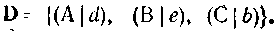 D = {(A | d), (B | e), (C | b)}.